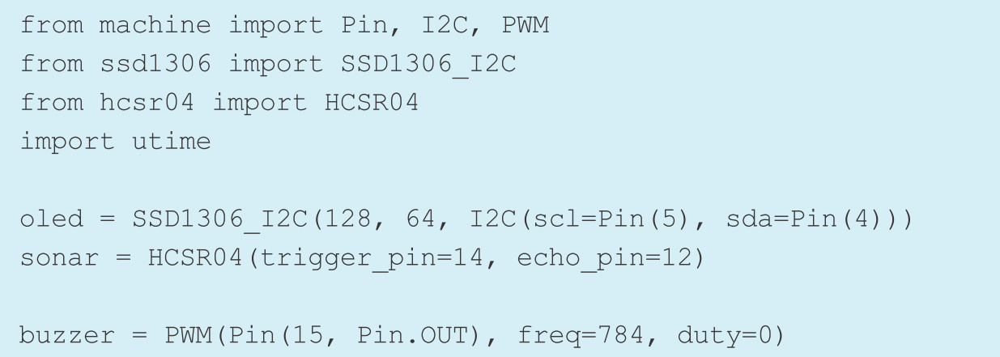 from machine import Pin, I2C, PWM
from ssd1306 import SSD1306_I2C
from hcsr04 import HCSR04
import utime
oled = SSD1306_I2C(128, 64, I2C(scl=Pin(5), sda=Pin(4)))
sonar = HCSR04(trigger_pin=14, echo_pin=12)
buzzer = PWM(Pin(15, Pin.OUT), freq=784, duty=0)